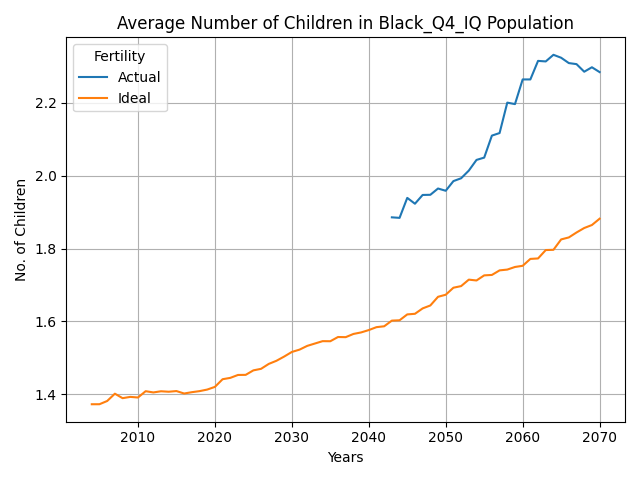 Average Number of Children in Black_Q4_IQ Population
Fertility
Actual
Ideal
No. of Children
2.2
2.0
1.8
1.6
1.4
2010 2020 2030 2040 2050 2060 2070
Years